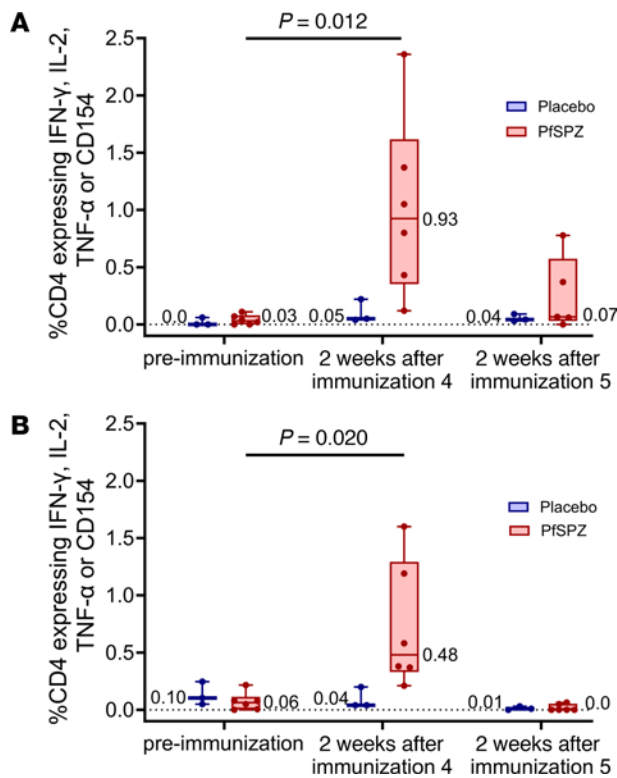 A
P = 0.012
%CD4 expressing IFN-γ, IL-2,
TNF-α or CD154
2.5
2.0
1.5
1.0
0.5
0.0
Placebo
PfSPZ
0.0
0.03
0.05
0.93
0.04
0.07
pre-immunization
2 weeks after
immunization 4
2 weeks after
immunization 5
B
P = 0.020
%CD4 expressing IFN-γ, IL-2,
TNF-α or CD154
2.5
2.0
1.5
1.0
0.5
0.0
Placebo
PfSPZ
0.10
0.06
0.04
0.48
0.01
0.0
pre-immunization
2 weeks after
immunization 4
2 weeks after
immunization 5